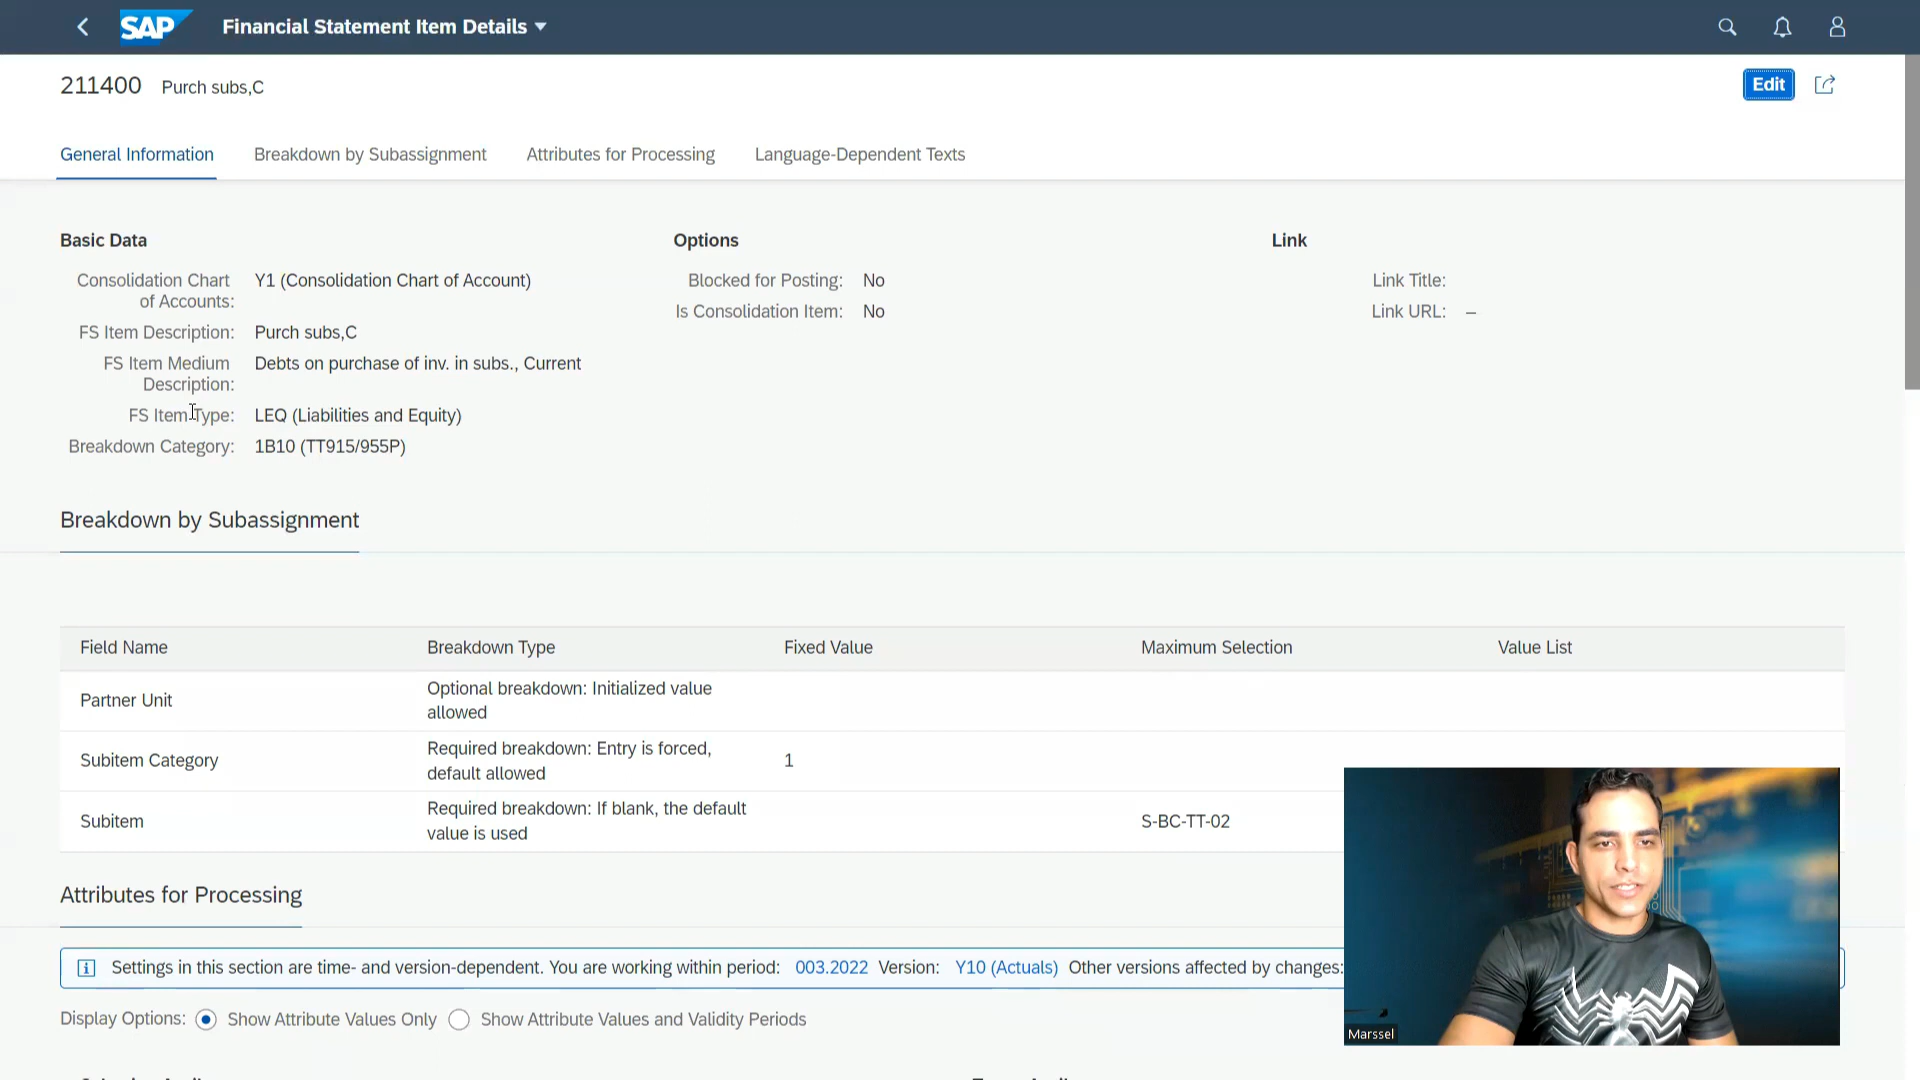 SAP Financial Statement Item Details
211400 Purch subs,C
Edit
General Information Breakdown by Subassignment Attributes for Processing Language-Dependent Texts
Basic Data
Consolidation Chart of Accounts: Y1 (Consolidation Chart of Account)
FS Item Description: Purch subs,C
FS Item Medium Description: Debts on purchase of inv. in subs., Current
FS Item Type: LEQ (Liabilities and Equity)
Breakdown Category: 1B10 (TT915/955P)
Options
Blocked for Posting: No
Is Consolidation Item: No
Link
Link Title:
Link URL: –
Breakdown by Subassignment
Field Name Breakdown Type Fixed Value Maximum Selection Value List
Partner Unit Optional breakdown: Initialized value allowed
Subitem Category Required breakdown: Entry is forced, default allowed 1
Subitem Required breakdown: If blank, the default value is used S-BC-TT-02
Attributes for Processing
Settings in this section are time- and version-dependent. You are working within period: 003.2022 Version: Y10 (Actuals) Other versions affected by changes:
Display Options: Show Attribute Values Only Show Attribute Values and Validity Periods
Marssel